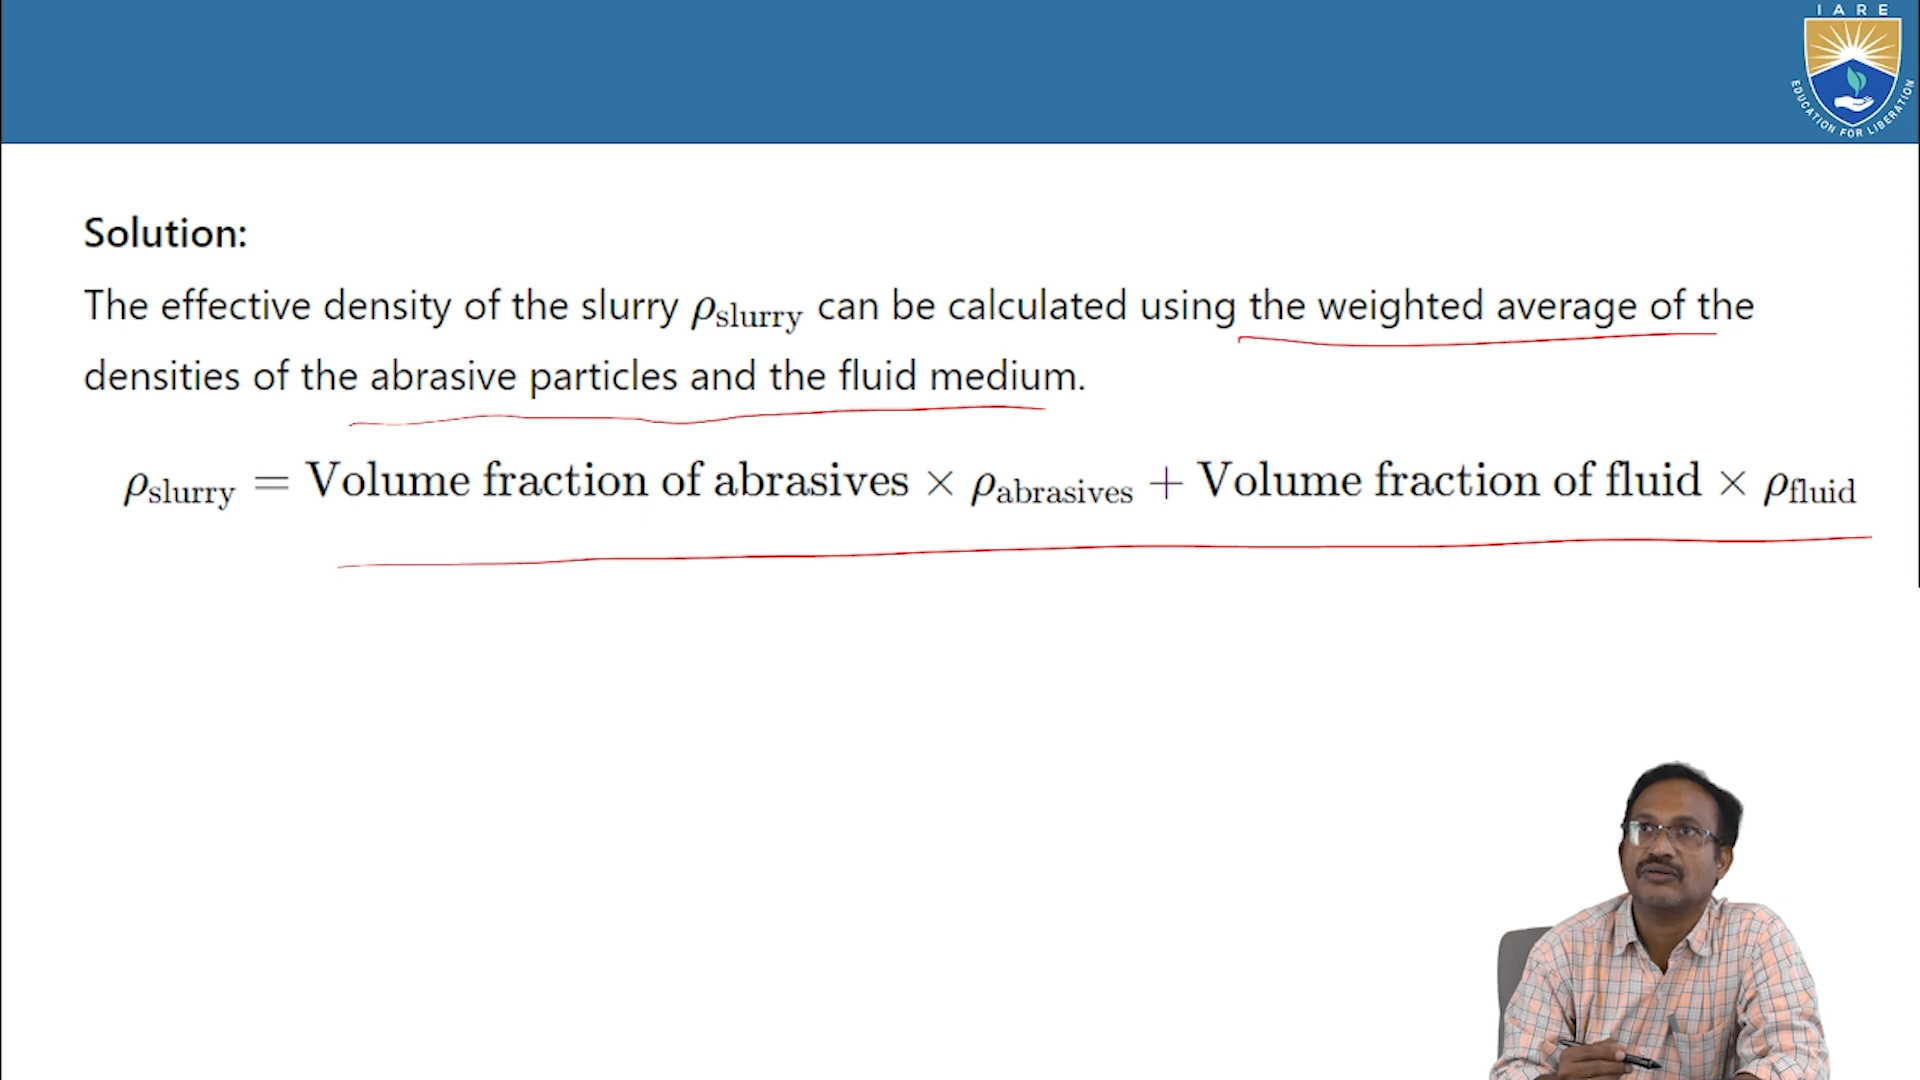 IARE
EDUCATION FOR LIBERATION
Solution:
The effective density of the slurry ρslurry can be calculated using the weighted average of the
densities of the abrasive particles and the fluid medium.
ρslurry = Volume fraction of abrasives × ρabrasives + Volume fraction of fluid × ρfluid